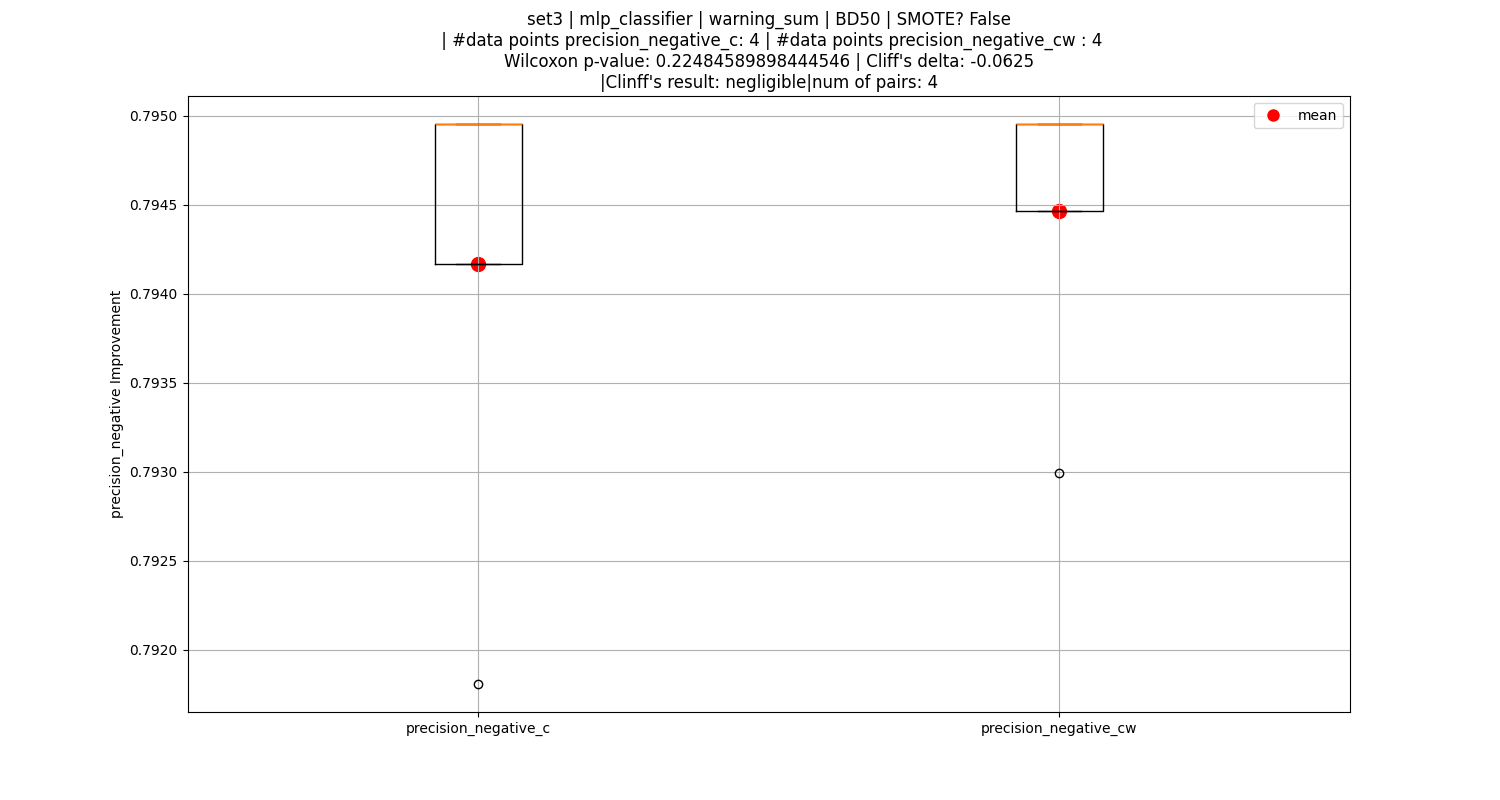 set3 | mlp_classifier | warning_sum | BD50 | SMOTE? False
| #data points precision_negative_c: 4 | #data points precision_negative_cw : 4
Wilcoxon p-value: 0.22484589898444546 | Cliff's delta: -0.0625
|Clinff's result: negligible|num of pairs: 4
mean
0.7950
0.7945
0.7940
0.7935
0.7930
0.7925
0.7920
precision_negative Improvement
precision_negative_c
precision_negative_cw